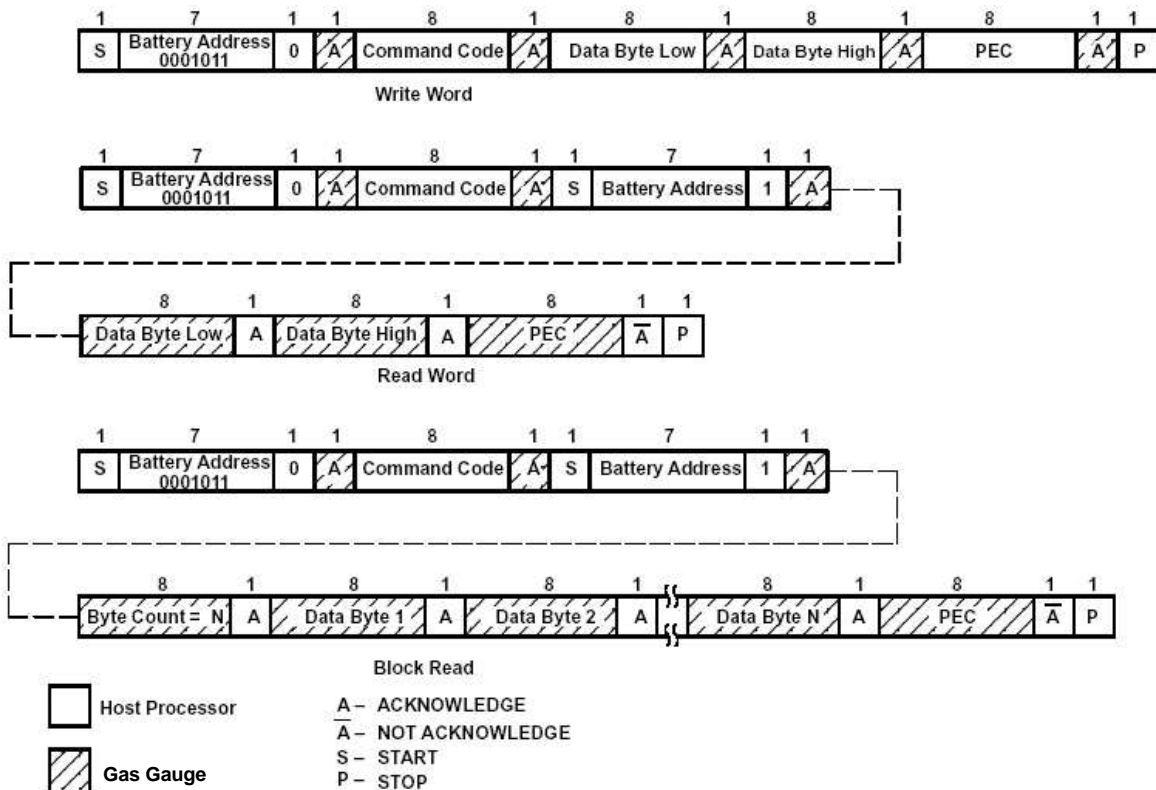 1 7 1 1 8 1 8 1 8 1 8 1 1
S Battery Address 0 A Command Code A Data Byte Low A Data Byte High A PEC A P
0001011
Write Word
1 7 1 1 8 1 1 7 1 1
S Battery Address 0 A Command Code A S Battery Address 1 A
0001011
8 1 8 1 8 1 1
Data Byte Low A Data Byte High A PEC A̅ P
Read Word
1 7 1 1 8 1 1 7 1 1
S Battery Address 0 A Command Code A S Battery Address 1 A
0001011
8 1 8 1 8 1 8 1 8 1 1
Byte Count = N A Data Byte 1 A Data Byte 2 A Data Byte N A PEC A̅ P
Block Read
Host Processor
A – ACKNOWLEDGE
A̅ – NOT ACKNOWLEDGE
S – START
Gas Gauge
P – STOP